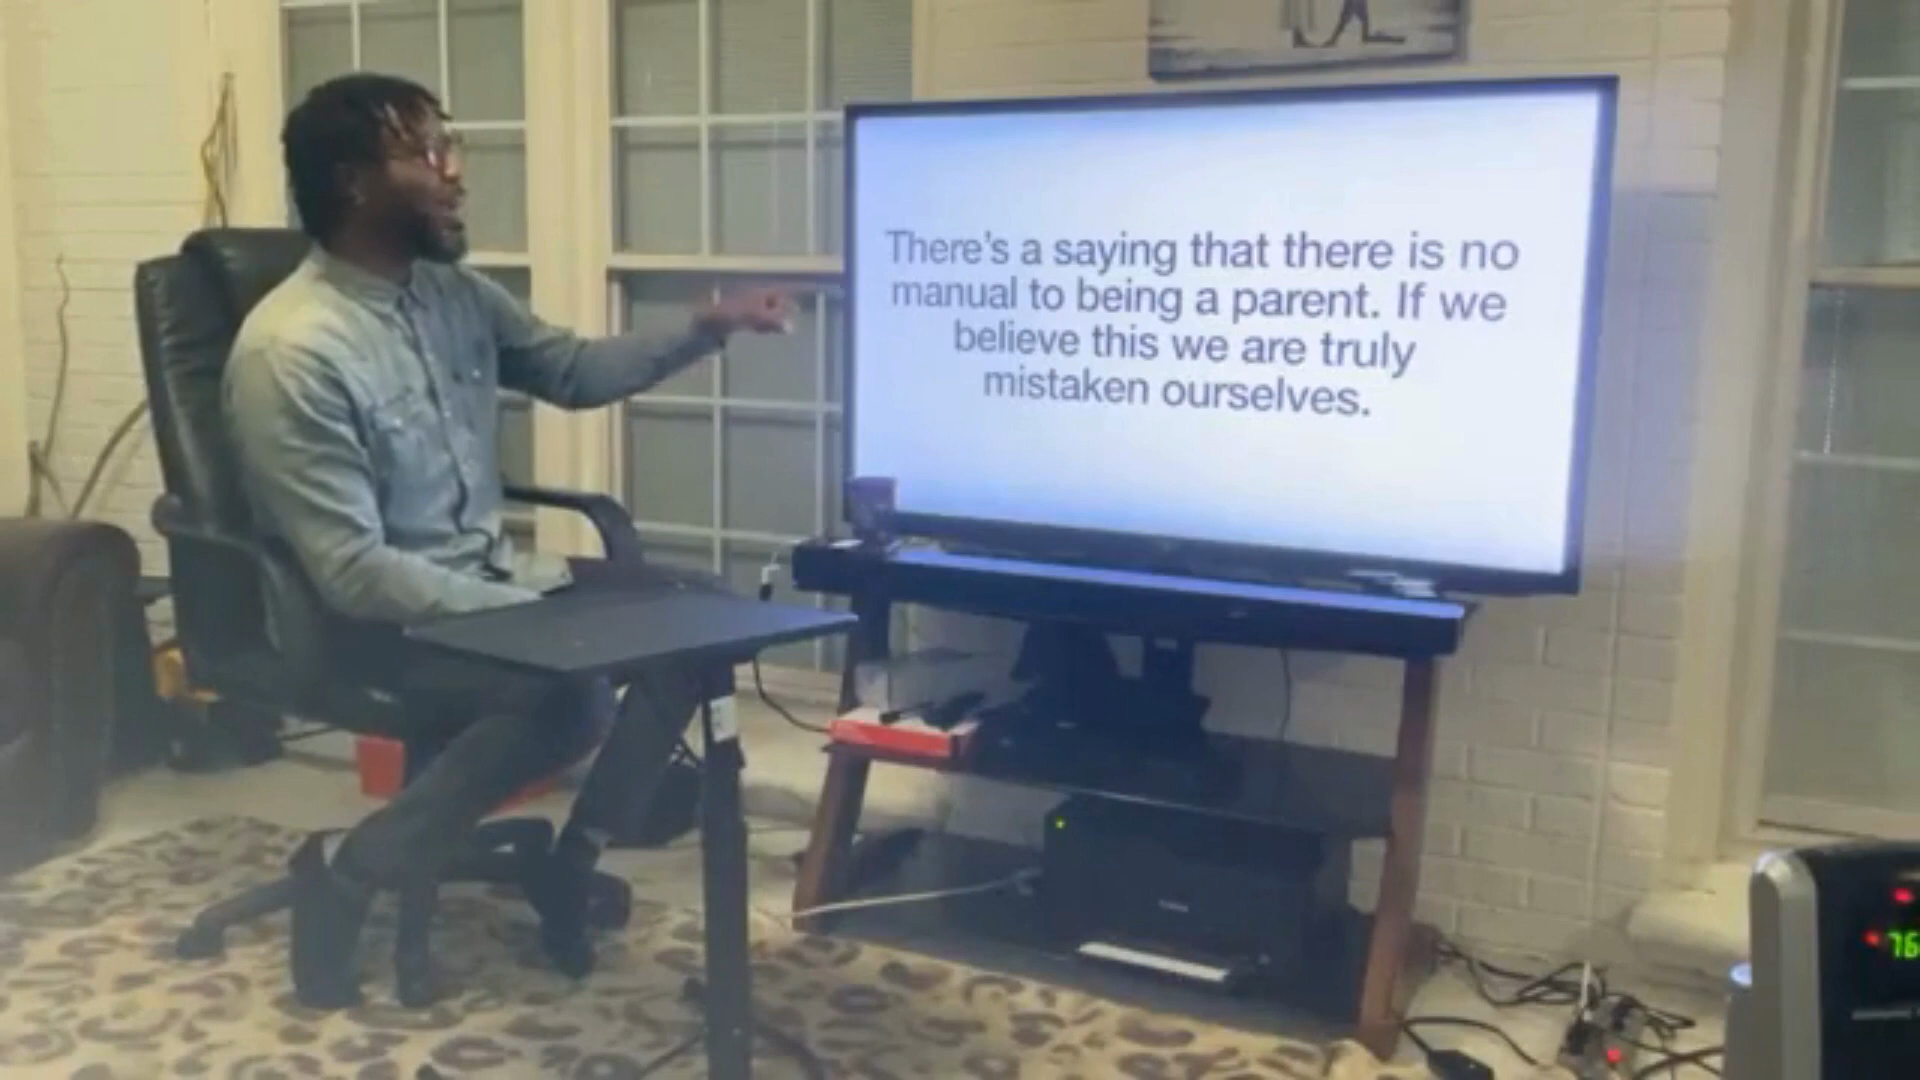 There's a saying that there is no
manual to being a parent. If we
believe this we are truly
mistaken ourselves.
76